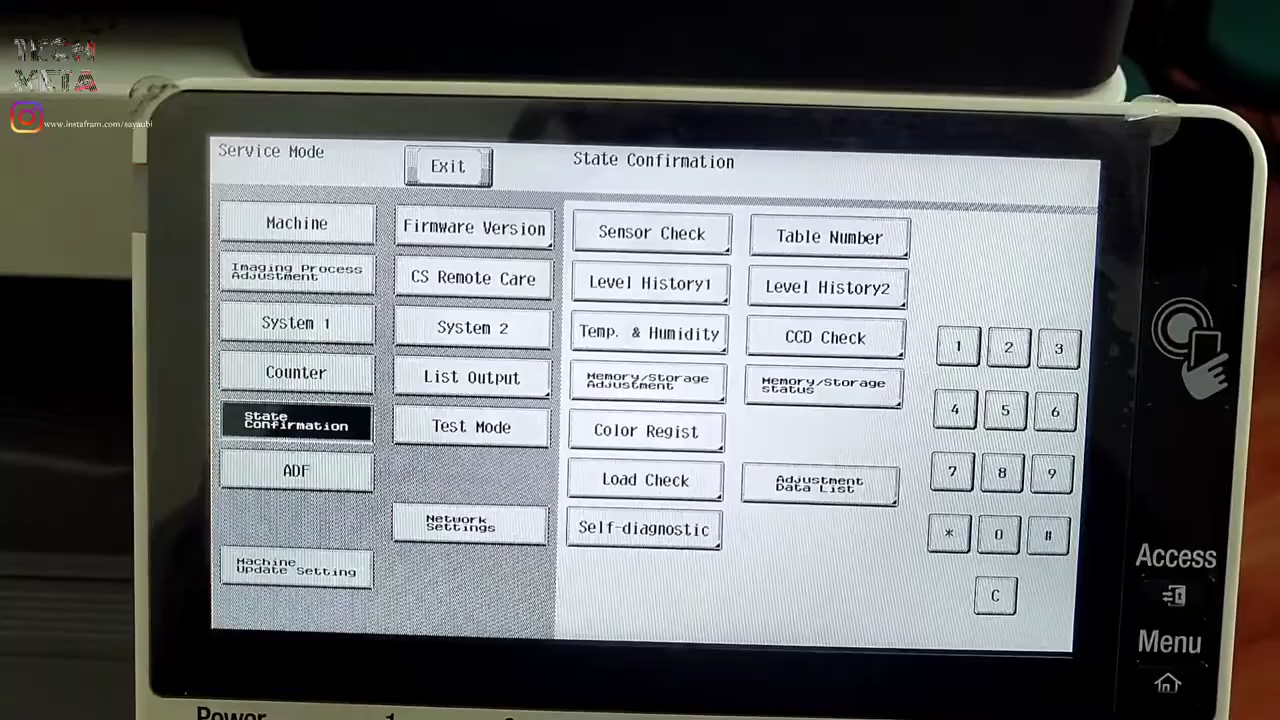 TECH
META
www.instafram.com/sayaubi
Service Mode
Exit
State Confirmation
Machine
Firmware Version
Sensor Check
Table Number
Imaging Process
Adjustment
CS Remote Care
Level History1
Level History2
System 1
System 2
Temp. & Humidity
CCD Check
1
2
3
Counter
List Output
Memory/Storage
Adjustment
Memory/Storage
status
4
5
6
State
Confirmation
Test Mode
Color Regist
ADF
Load Check
Adjustment
Data List
7
8
9
Network
Settings
Self-diagnostic
*
0
#
Machine
Update Setting
C
Access
Menu
Power